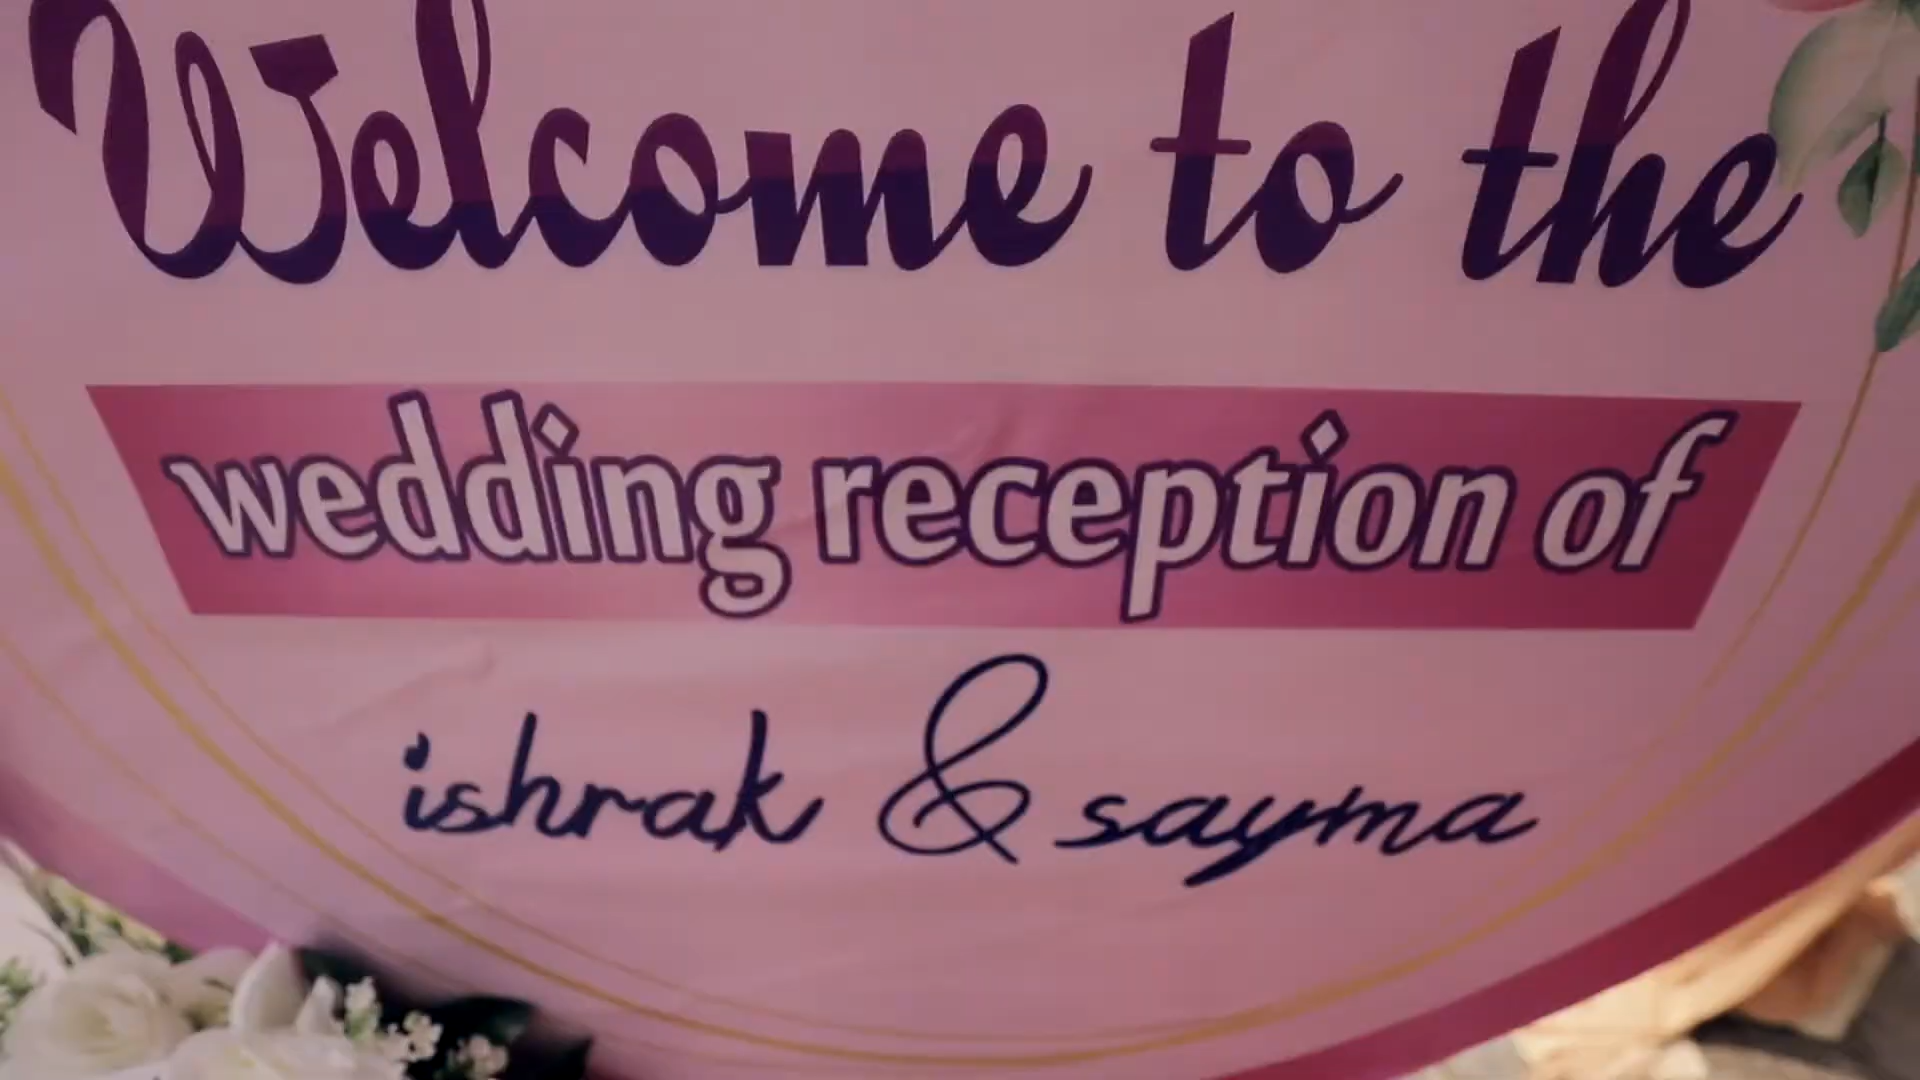 Welcome to the
wedding reception of
ishrak & sayma